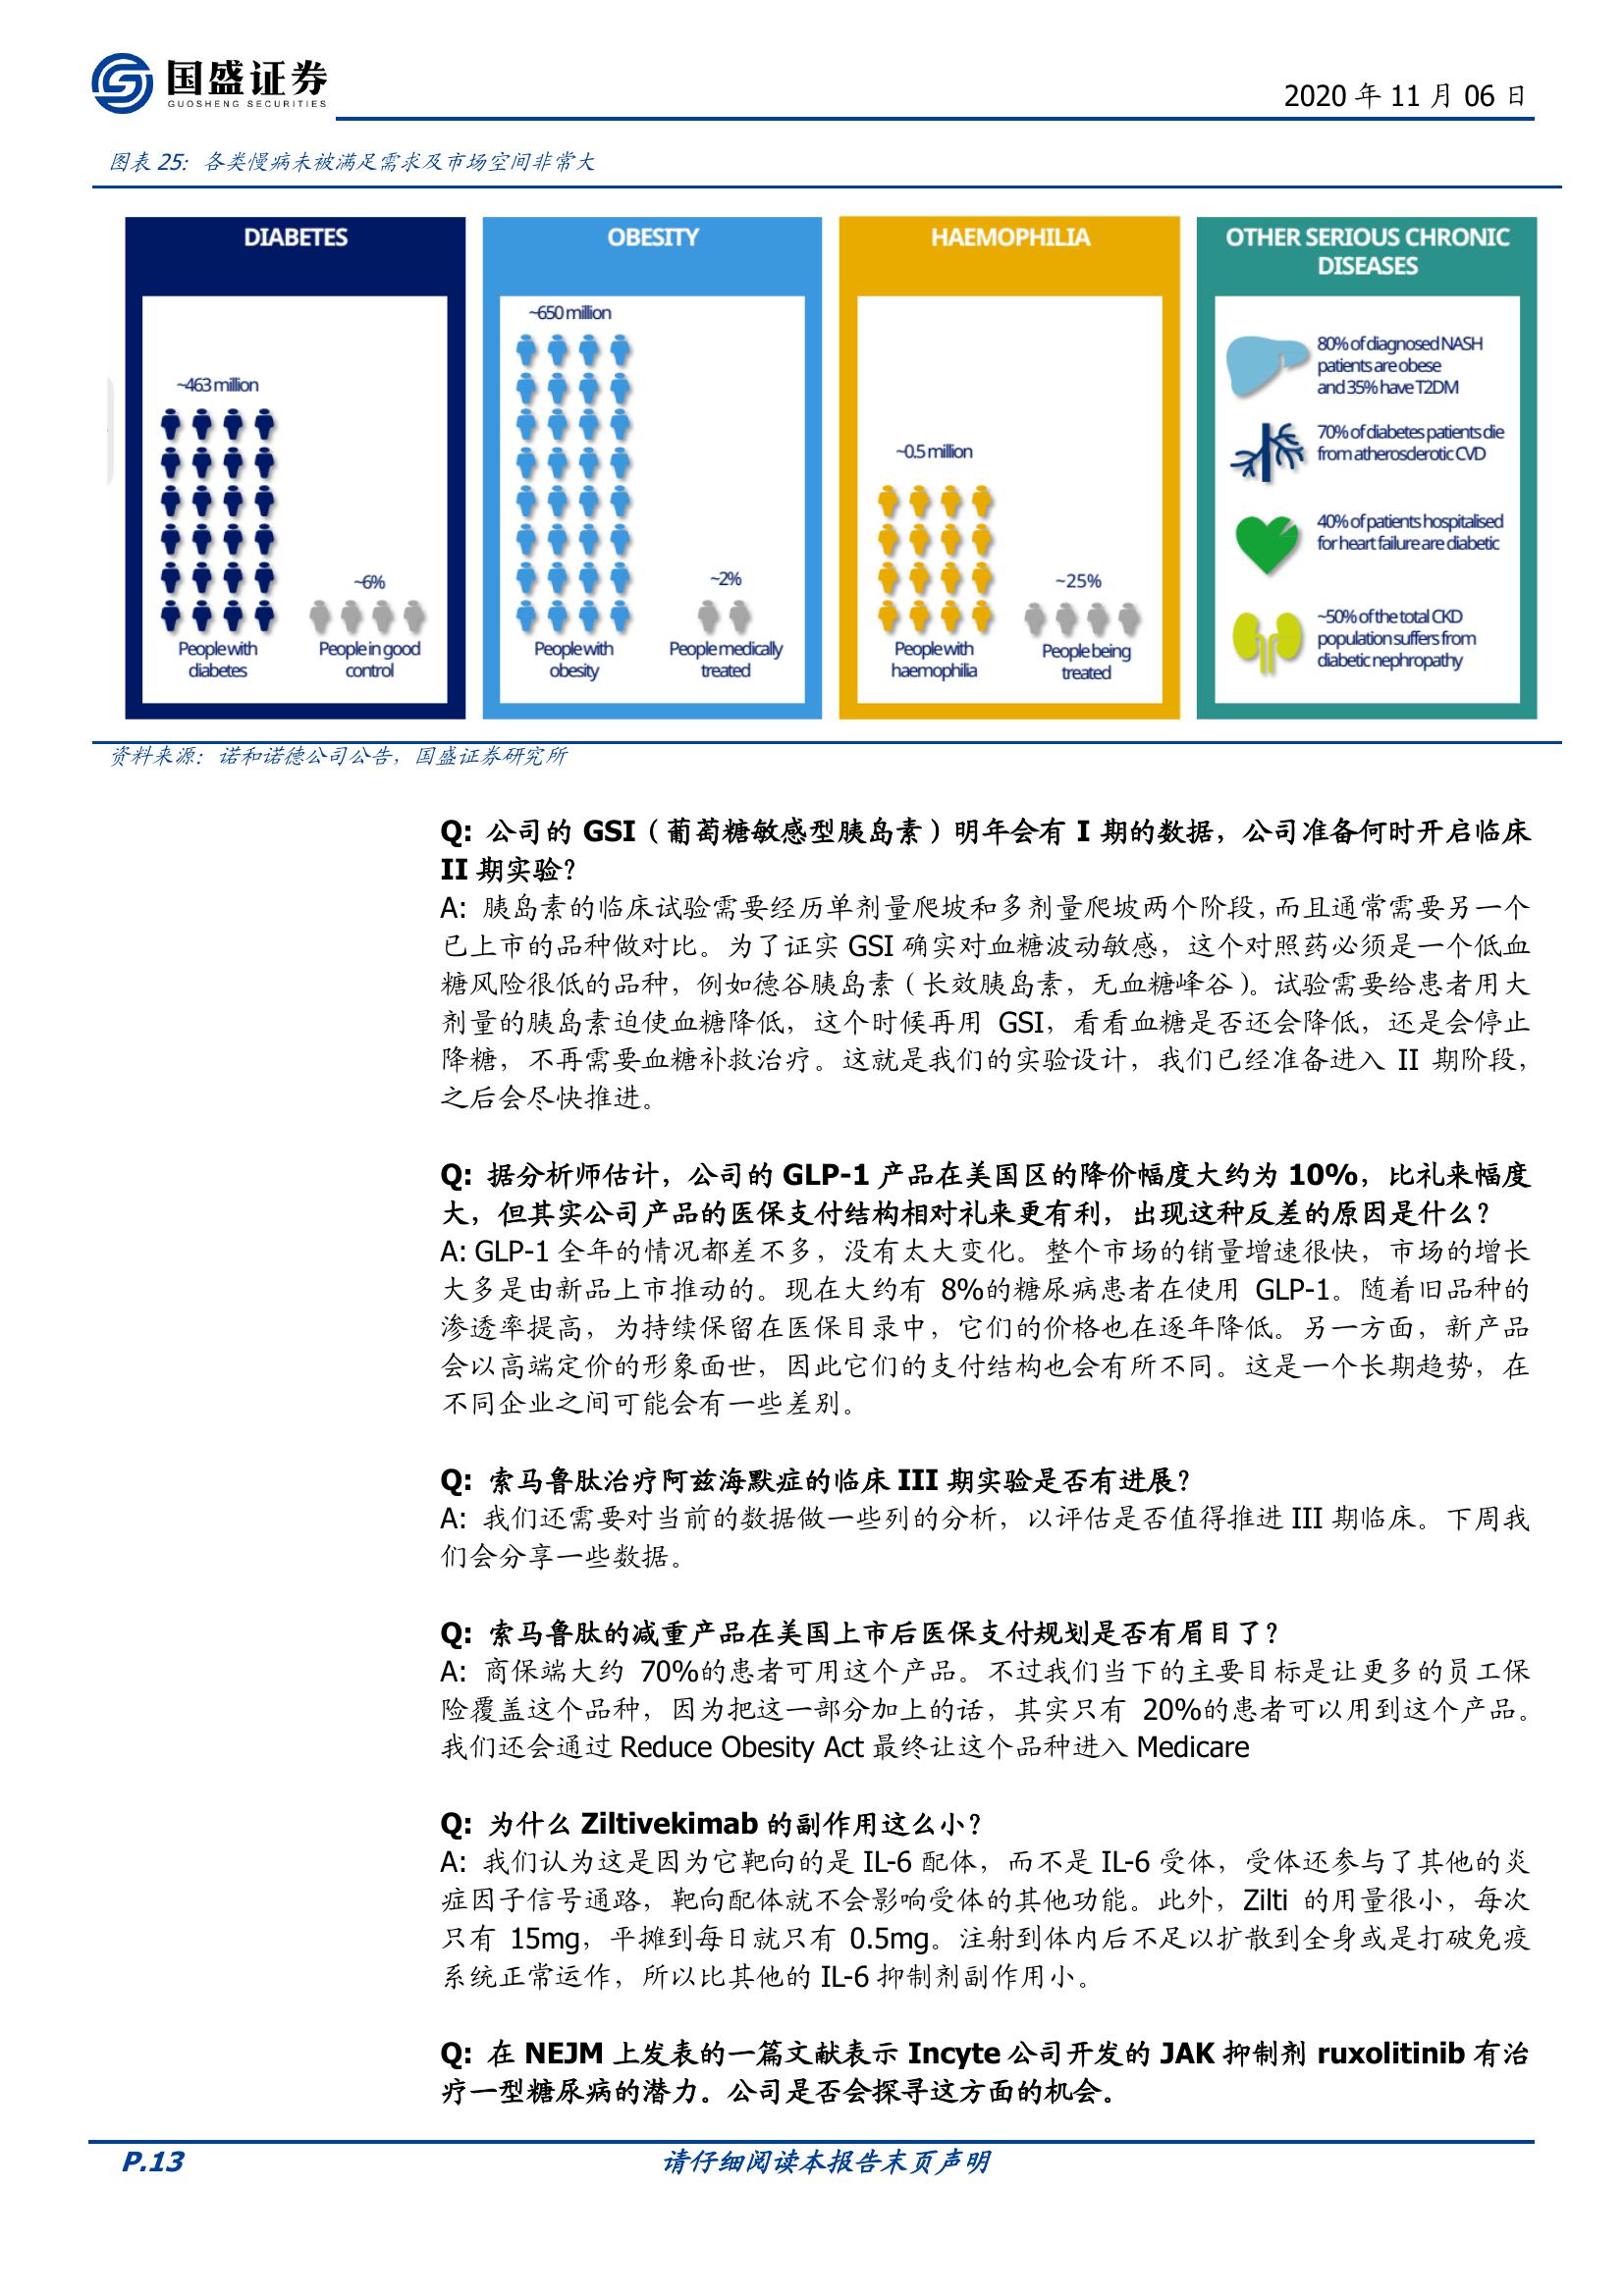 国盛证券
GUOSHENG SECURITIES
2020 年 11 月 06 日
图表 25：各类慢病未被满足需求及市场空间非常大
DIABETES
~463 million
People with
diabetes
~6%
People in good
control
OBESITY
~650 million
People with
obesity
~2%
People medically
treated
HAEMOPHILIA
~0.5 million
People with
haemophilia
~25%
People being
treated
OTHER SERIOUS CHRONIC
DISEASES
80% of diagnosed NASH
patients are obese
and 35% have T2DM
70% of diabetes patients die
from atherosclerotic CVD
40% of patients hospitalised
for heart failure are diabetic
~50% of the total CKD
population suffers from
diabetic nephropathy
资料来源：诺和诺德公司公告，国盛证券研究所
Q: 公司的 GSI（葡萄糖敏感型胰岛素）明年会有 I 期的数据，公司准备何时开启临床
II 期实验？
A: 胰岛素的临床试验需要经历单剂量爬坡和多剂量爬坡两个阶段，而且通常需要另一个
已上市的品种做对比。为了证实 GSI 确实对血糖波动敏感，这个对照药必须是一个低血
糖风险很低的品种，例如德谷胰岛素（长效胰岛素，无血糖峰谷）。试验需要给患者用大
剂量的胰岛素迫使血糖降低，这个时候再用 GSI，看看血糖是否还会降低，还是会停止
降糖，不再需要血糖补救治疗。这就是我们的实验设计，我们已经准备进入 II 期阶段，
之后会尽快推进。
Q: 据分析师估计，公司的 GLP-1 产品在美国区的降价幅度大约为 10%，比礼来幅度
大，但其实公司产品的医保支付结构相对礼来更有利，出现这种反差的原因是什么？
A: GLP-1 全年的情况都差不多，没有太大变化。整个市场的销量增速很快，市场的增长
大多是由新品上市推动的。现在大约有 8%的糖尿病患者在使用 GLP-1。随着旧品种的
渗透率提高，为持续保留在医保目录中，它们的价格也在逐年降低。另一方面，新产品
会以高端定价的形象面世，因此它们的支付结构也会有所不同。这是一个长期趋势，在
不同企业之间可能会有一些差别。
Q: 索马鲁肽治疗阿兹海默症的临床 III 期实验是否有进展？
A: 我们还需要对当前的数据做一些列的分析，以评估是否值得推进 III 期临床。下周我
们会分享一些数据。
Q: 索马鲁肽的减重产品在美国上市后医保支付规划是否有眉目了？
A: 商保端大约 70%的患者可用这个产品。不过我们当下的主要目标是让更多的员工保
险覆盖这个品种，因为把这一部分加上的话，其实只有 20%的患者可以用到这个产品。
我们还会通过 Reduce Obesity Act 最终让这个品种进入 Medicare
Q: 为什么 Ziltivekimab 的副作用这么小？
A: 我们认为这是因为它靶向的是 IL-6 配体，而不是 IL-6 受体，受体还参与了其他的炎
症因子信号通路，靶向配体就不会影响受体的其他功能。此外，Zilti 的用量很小，每次
只有 15mg，平摊到每日就只有 0.5mg。注射到体内后不足以扩散到全身或是打破免疫
系统正常运作，所以比其他的 IL-6 抑制剂副作用小。
Q: 在 NEJM 上发表的一篇文献表示 Incyte 公司开发的 JAK 抑制剂 ruxolitinib 有治
疗一型糖尿病的潜力。公司是否会探寻这方面的机会。
P.13
请仔细阅读本报告末页声明